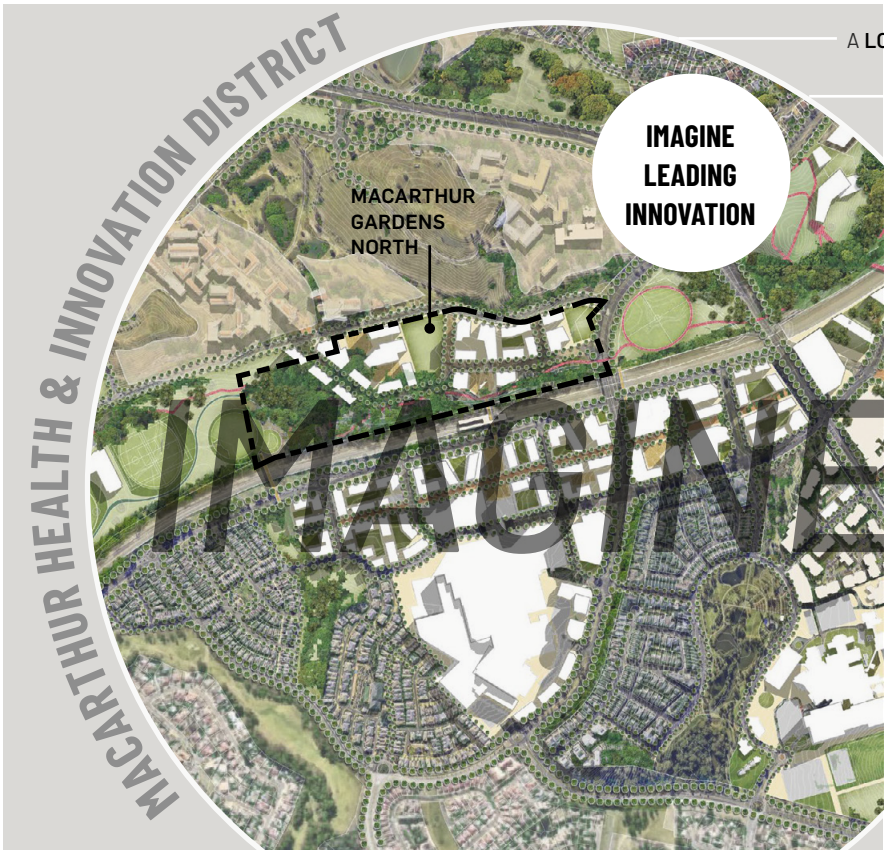 MACARTHUR HEALTH & INNOVATION DISTRICT
A LO
IMAGINE
LEADING
INNOVATION
MACARTHUR
GARDENS
NORTH
IMAGINE